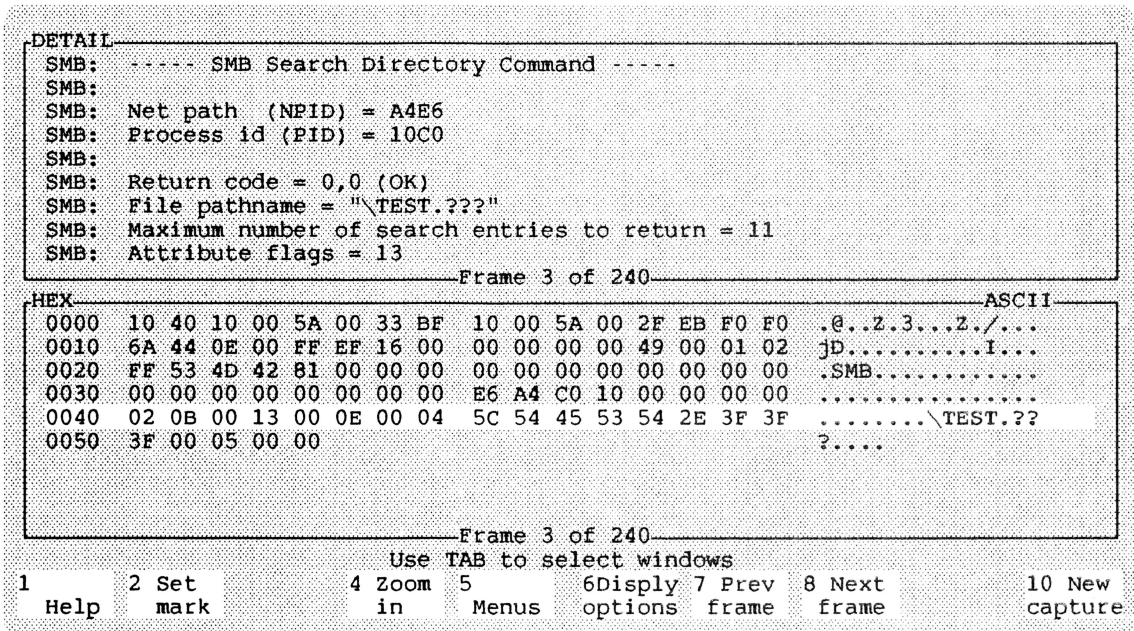 DETAIL
SMB: ----- SMB Search Directory Command -----
SMB:
SMB: Net path (NPID) = A4E6
SMB: Process id (PID) = 10C0
SMB:
SMB: Return code = 0,0 (OK)
SMB: File pathname = "\TEST.???"
SMB: Maximum number of search entries to return = 11
SMB: Attribute flags = 13
Frame 3 of 240
HEX ASCII
0000 10 40 10 00 5A 00 33 BF 10 00 5A 00 2F EB F0 F0 .@..Z.3...Z./...
0010 6A 44 0E 00 FF EF 16 00 00 00 00 00 49 00 01 02 jD..........I...
0020 FF 53 4D 42 81 00 00 00 00 00 00 00 00 00 00 00 .SMB............
0030 00 00 00 00 00 00 00 00 E6 A4 C0 10 00 00 00 00 ................
0040 02 0B 00 13 00 0E 00 04 5C 54 45 53 54 2E 3F 3F ........\TEST.??
0050 3F 00 05 00 00 ?....
Frame 3 of 240
Use TAB to select windows
1 2 Set 4 Zoom 5 6Disply 7 Prev 8 Next 10 New
Help mark in Menus options frame frame capture